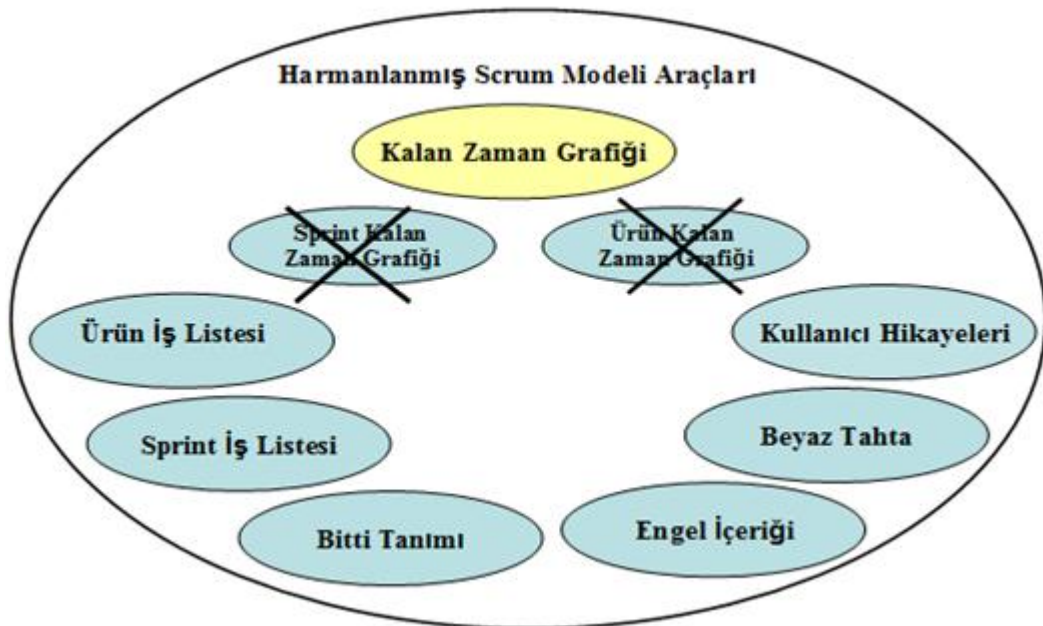 Harmanlanmış Scrum Modeli Araçları
Kalan Zaman Grafiği
Sprint Kalan
Zaman Grafiği
Ürün Kalan
Zaman Grafiği
Ürün İş Listesi
Kullanıcı Hikayeleri
Sprint İş Listesi
Beyaz Tahta
Bitti Tanımı
Engel İçeriği